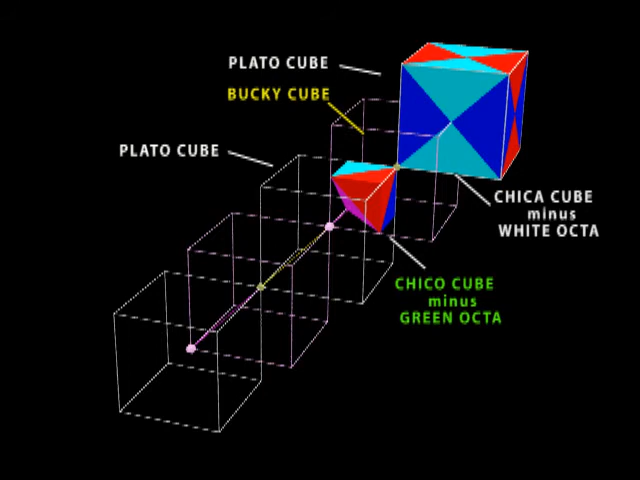 PLATO CUBE
BUCKY CUBE
PLATO CUBE
CHICA CUBE
minus
WHITE OCTA
CHICO CUBE
minus
GREEN OCTA